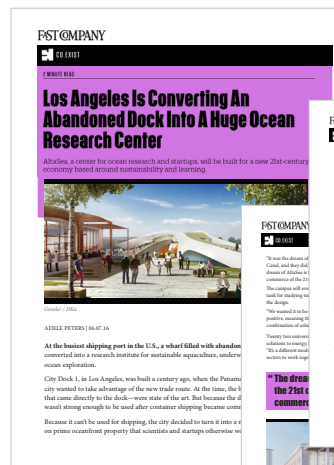 FAST COMPANY
CO.EXIST
2 MINUTE READ
Los Angeles Is Converting An
Abandoned Dock Into A Huge Ocean
Research Center
AltaSea, a center for ocean research and startups, will be built for a new 21st-century
economy based around sustainability and learning.
Gensler / DKa
ADELE PETERS | 06.07.16
At the busiest shipping port in the U.S., a wharf filled with abandon
converted into a research institute for sustainable aquaculture, underw
ocean exploration.
City Dock 1, in Los Angeles, was built a century ago, when the Panam
city wanted to take advantage of the new trade route. At the time, the b
that came directly to the dock—were state of the art. But because the d
wasn't strong enough to be used after container shipping became com
Because it can't be used for shipping, the city decided to turn it into a
on prime oceanfront property that scientists and startups otherwise w
FAST COMPANY
CO.EXIST
"It was the dream of
Canal, and they did,
dream of AltaSea is
commerce of the 21s
The campus will eve
tank for studying
the design.
"We wanted it to be
positive, meaning th
combination of sola
Twenty two univers
solutions to energy,
"It's a different mod
sectors to work toget
"The drea
the 21st c
commerc